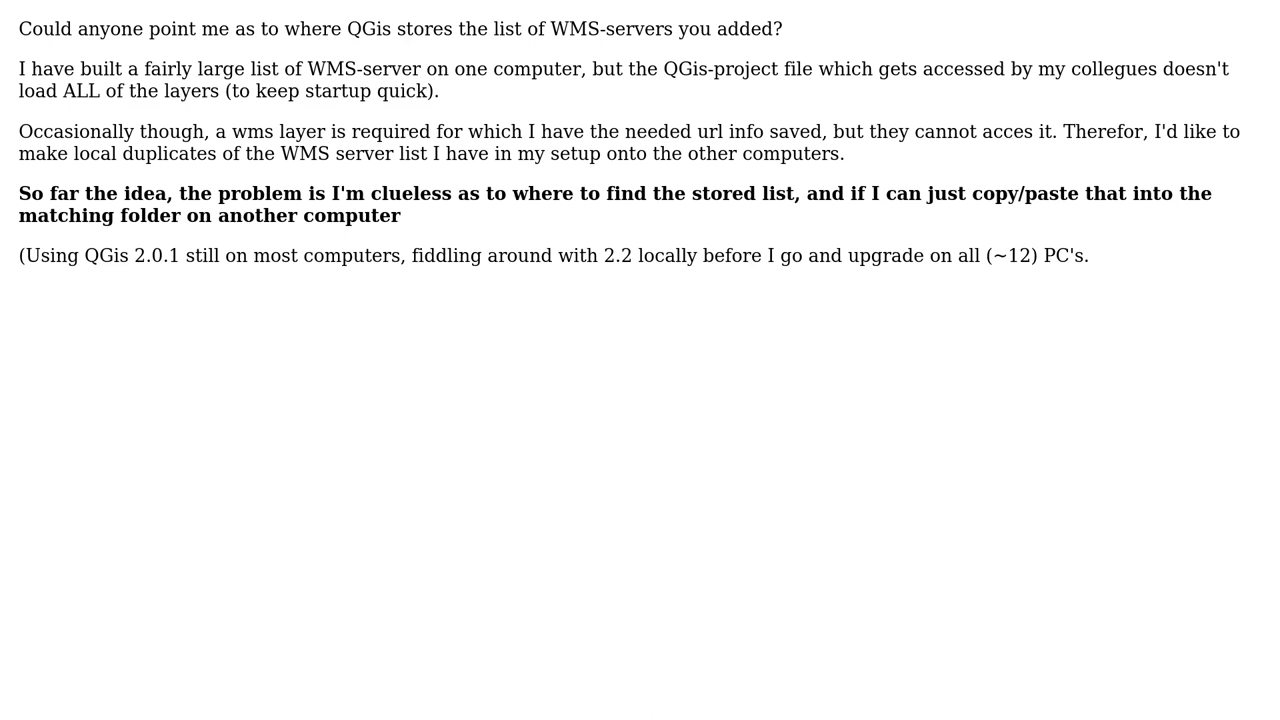 Could anyone point me as to where QGis stores the list of WMS-servers you added?
I have built a fairly large list of WMS-server on one computer, but the QGis-project file which gets accessed by my collegues doesn't
load ALL of the layers (to keep startup quick).
Occasionally though, a wms layer is required for which I have the needed url info saved, but they cannot acces it. Therefor, I'd like to
make local duplicates of the WMS server list I have in my setup onto the other computers.
So far the idea, the problem is I'm clueless as to where to find the stored list, and if I can just copy/paste that into the
matching folder on another computer
(Using QGis 2.0.1 still on most computers, fiddling around with 2.2 locally before I go and upgrade on all (~12) PC's.